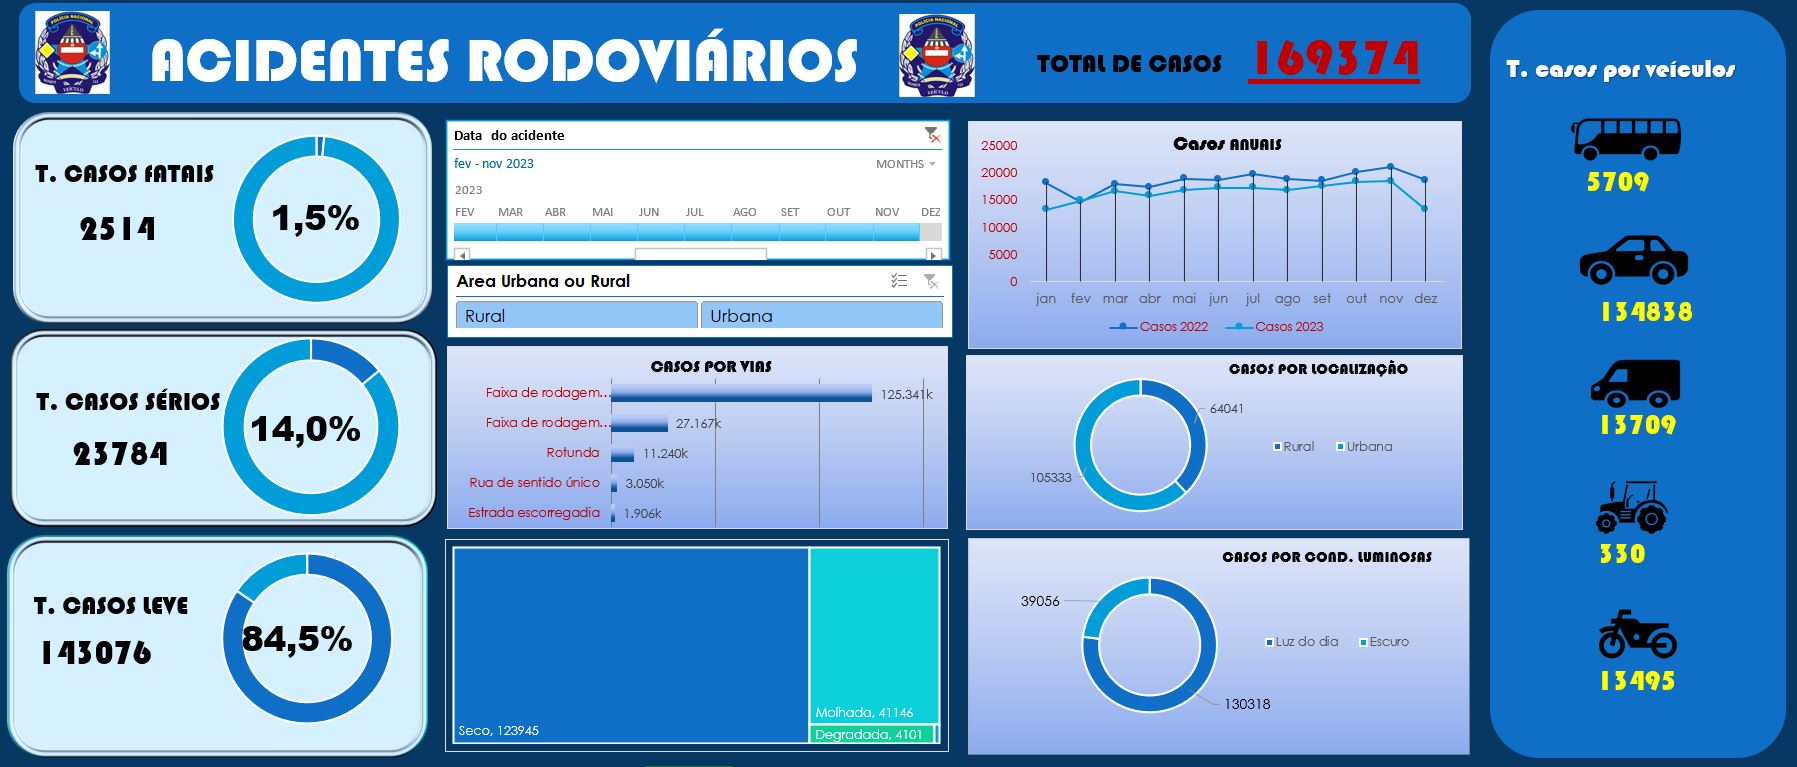 ACIDENTES RODOVIÁRIOS
TOTAL DE CASOS 169374
POLÍCIA NACIONAL
POLÍCIA NACIONAL
T. CASOS FATAIS
2514
1,5%
T. CASOS SÉRIOS
23784
14,0%
T. CASOS LEVE
143076
84,5%
Data do acidente
fev - nov 2023
MONTHS
2023
FEV MAR ABR MAI JUN JUL AGO SET OUT NOV DEZ
Area Urbana ou Rural
Rural
Urbana
CASOS POR VIAS
Faixa de rodagem... 125.341k
Faixa de rodagem... 27.167k
Rotunda 11.240k
Rua de sentido único 3.050k
Estrada escorregadia 1.906k
Seco, 123945
Molhada, 41146
Degradada, 4101
Casos ANUAIS
25000
20000
15000
10000
5000
0
jan fev mar abr mai jun jul ago set out nov dez
Casos 2022 Casos 2023
CASOS POR LOCALIZAÇÃO
64041
105333
Rural Urbana
CASOS POR COND. LUMINOSAS
39056
130318
Luz do dia Escuro
T. casos por veículos
5709
134838
13709
330
13495